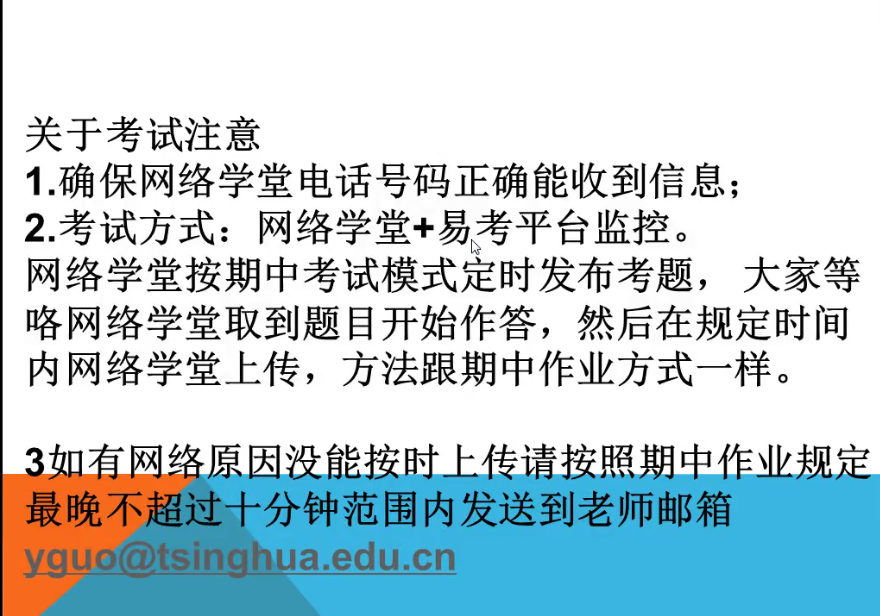 关于考试注意
1.确保网络学堂电话号码正确能收到信息；
2.考试方式：网络学堂+易考平台监控。
网络学堂按期中考试模式定时发布考题， 大家等
咯网络学堂取到题目开始作答，然后在规定时间
内网络学堂上传，方法跟期中作业方式一样。
3如有网络原因没能按时上传请按照期中作业规定
最晚不超过十分钟范围内发送到老师邮箱
yguo@tsinghua.edu.cn